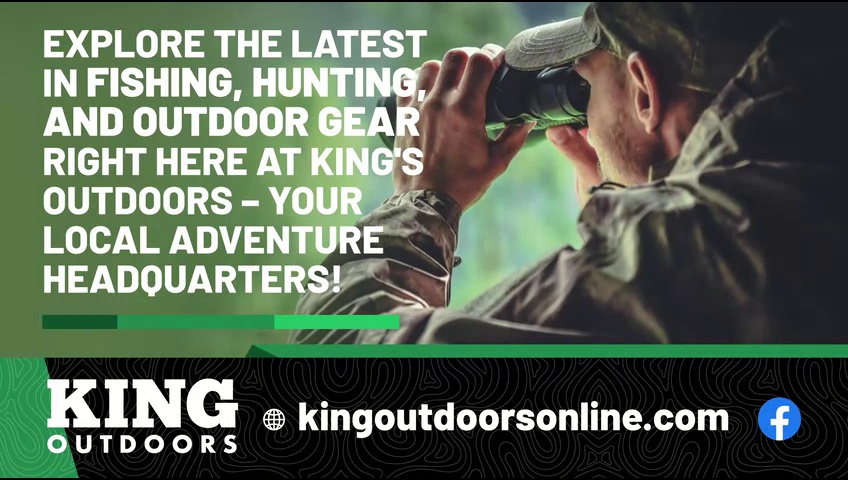 EXPLORE THE LATEST
IN FISHING, HUNTING,
AND OUTDOOR GEAR
RIGHT HERE AT KING'S
OUTDOORS – YOUR
LOCAL ADVENTURE
HEADQUARTERS!
KING
OUTDOORS
kingoutdoorsonline.com